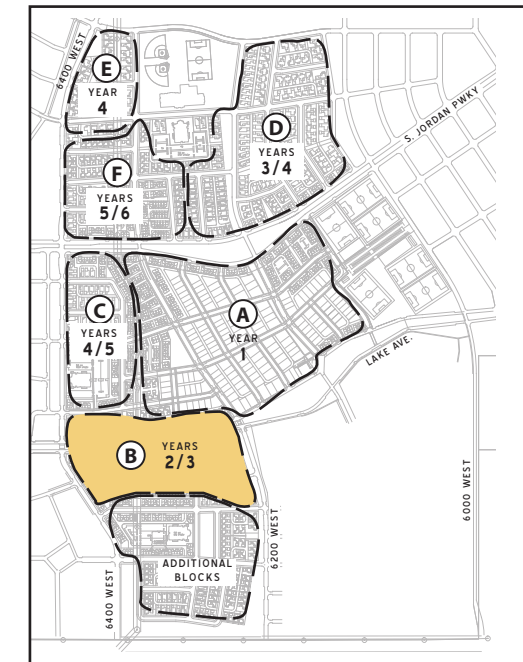 6400 WEST
E
YEAR
4
D
YEARS
3/4
S. JORDAN PWKY
F
YEARS
5/6
C
YEARS
4/5
A
YEAR
1
LAKE AVE.
B
YEARS
2/3
6000 WEST
6200 WEST
ADDITIONAL
BLOCKS
6400 WEST